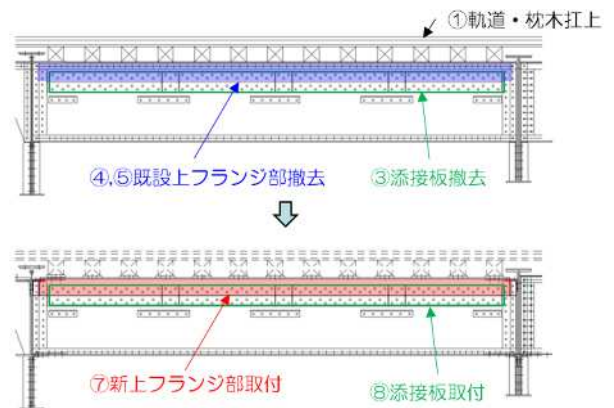 ①軌道・枕木扛上
④,⑤既設上フランジ部撤去
③添接板撤去
⑦新上フランジ部取付
⑧添接板取付